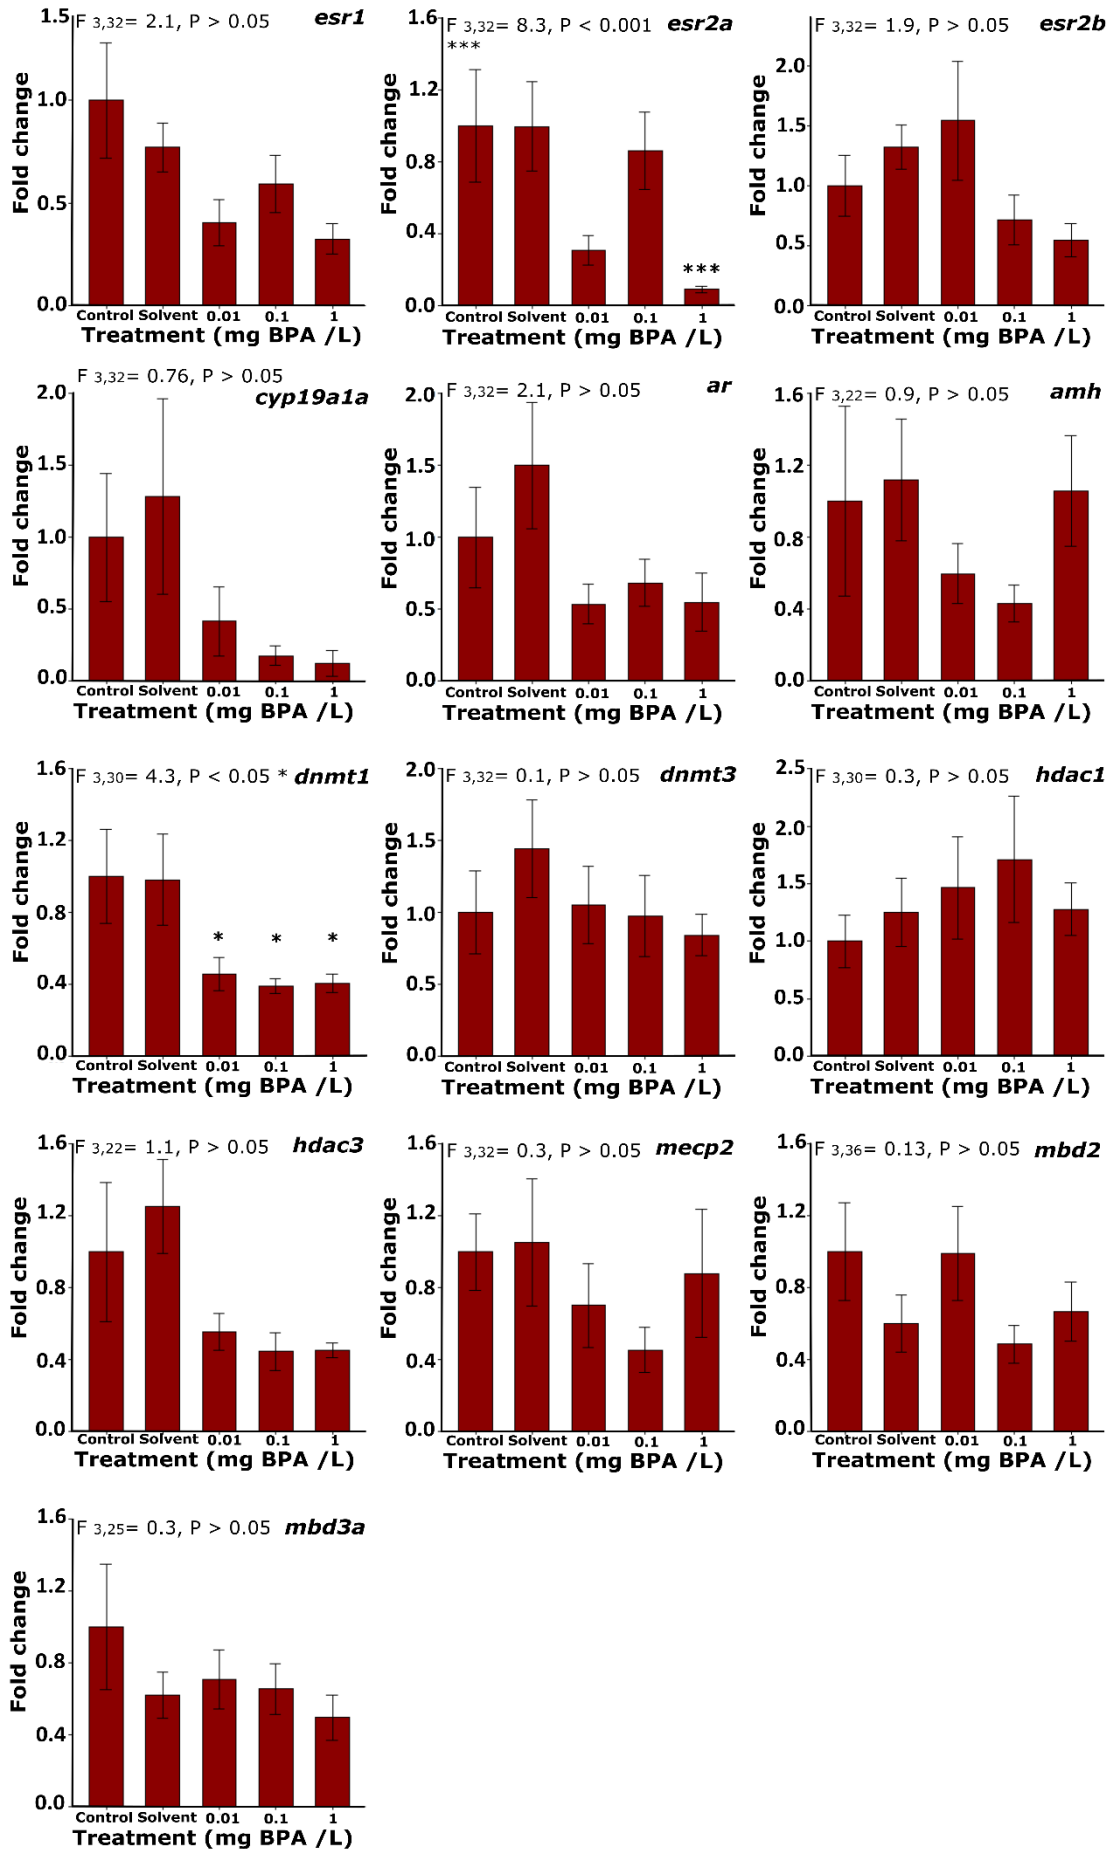 F 3,32= 2.1, P > 0.05 esr1
1.5
1.0
0.5
0.0
Fold change
Control Solvent 0.01 0.1 1
Treatment (mg BPA /L)
F 3,32= 8.3, P < 0.001 esr2a
***
1.6
1.2
0.8
0.4
0.0
Fold change
***
Control Solvent 0.01 0.1 1
Treatment (mg BPA /L)
F 3,32= 1.9, P > 0.05 esr2b
2.0
1.5
1.0
0.5
0.0
Fold change
Control Solvent 0.01 0.1 1
Treatment (mg BPA /L)
F 3,32= 0.76, P > 0.05
cyp19a1a
2.0
1.5
1.0
0.5
0.0
Fold change
Control Solvent 0.01 0.1 1
Treatment (mg BPA /L)
F 3,32= 2.1, P > 0.05 ar
2.0
1.5
1.0
0.5
0.0
Fold change
Control Solvent 0.01 0.1 1
Treatment (mg BPA /L)
F 3,22= 0.9, P > 0.05 amh
1.6
1.2
0.8
0.4
0.0
Fold change
Control Solvent 0.01 0.1 1
Treatment (mg BPA /L)
F 3,30= 4.3, P < 0.05 * dnmt1
1.6
1.2
0.8
0.4
0.0
Fold change
* * *
Control Solvent 0.01 0.1 1
Treatment (mg BPA /L)
F 3,32= 0.1, P > 0.05 dnmt3
2.0
1.5
1.0
0.5
0.0
Fold change
Control Solvent 0.01 0.1 1
Treatment (mg BPA /L)
F 3,30= 0.3, P > 0.05 hdac1
2.5
2.0
1.5
1.0
0.5
0.0
Fold change
Control Solvent 0.01 0.1 1
Treatment (mg BPA /L)
F 3,22= 1.1, P > 0.05 hdac3
1.6
1.2
0.8
0.4
0.0
Fold change
Control Solvent 0.01 0.1 1
Treatment (mg BPA /L)
F 3,32= 0.3, P > 0.05 mecp2
1.6
1.2
0.8
0.4
0.0
Fold change
Control Solvent 0.01 0.1 1
Treatment (mg BPA /L)
F 3,36= 0.13, P > 0.05 mbd2
1.6
1.2
0.8
0.4
0.0
Fold change
Control Solvent 0.01 0.1 1
Treatment (mg BPA /L)
F 3,25= 0.3, P > 0.05 mbd3a
1.6
1.2
0.8
0.4
0.0
Fold change
Control Solvent 0.01 0.1 1
Treatment (mg BPA /L)